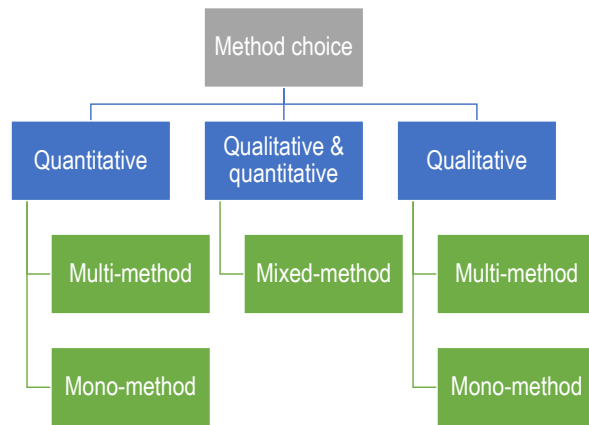 Method choice
Quantitative
Qualitative &
quantitative
Qualitative
Multi-method
Mixed-method
Multi-method
Mono-method
Mono-method